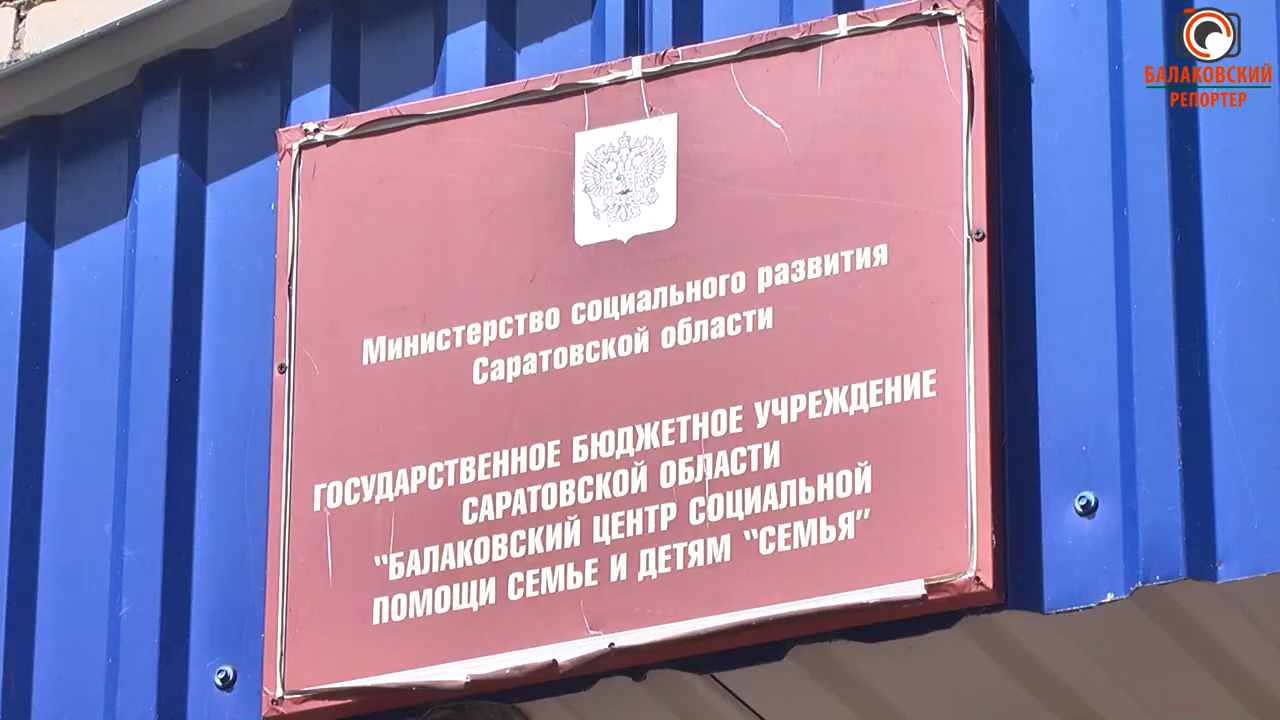 БАЛАКОВСКИЙ
РЕПОРТЕР
Министерство социального развития
Саратовской области
ГОСУДАРСТВЕННОЕ БЮДЖЕТНОЕ УЧРЕЖДЕНИЕ
САРАТОВСКОЙ ОБЛАСТИ
“БАЛАКОВСКИЙ ЦЕНТР СОЦИАЛЬНОЙ
ПОМОЩИ СЕМЬЕ И ДЕТЯМ “СЕМЬЯ”